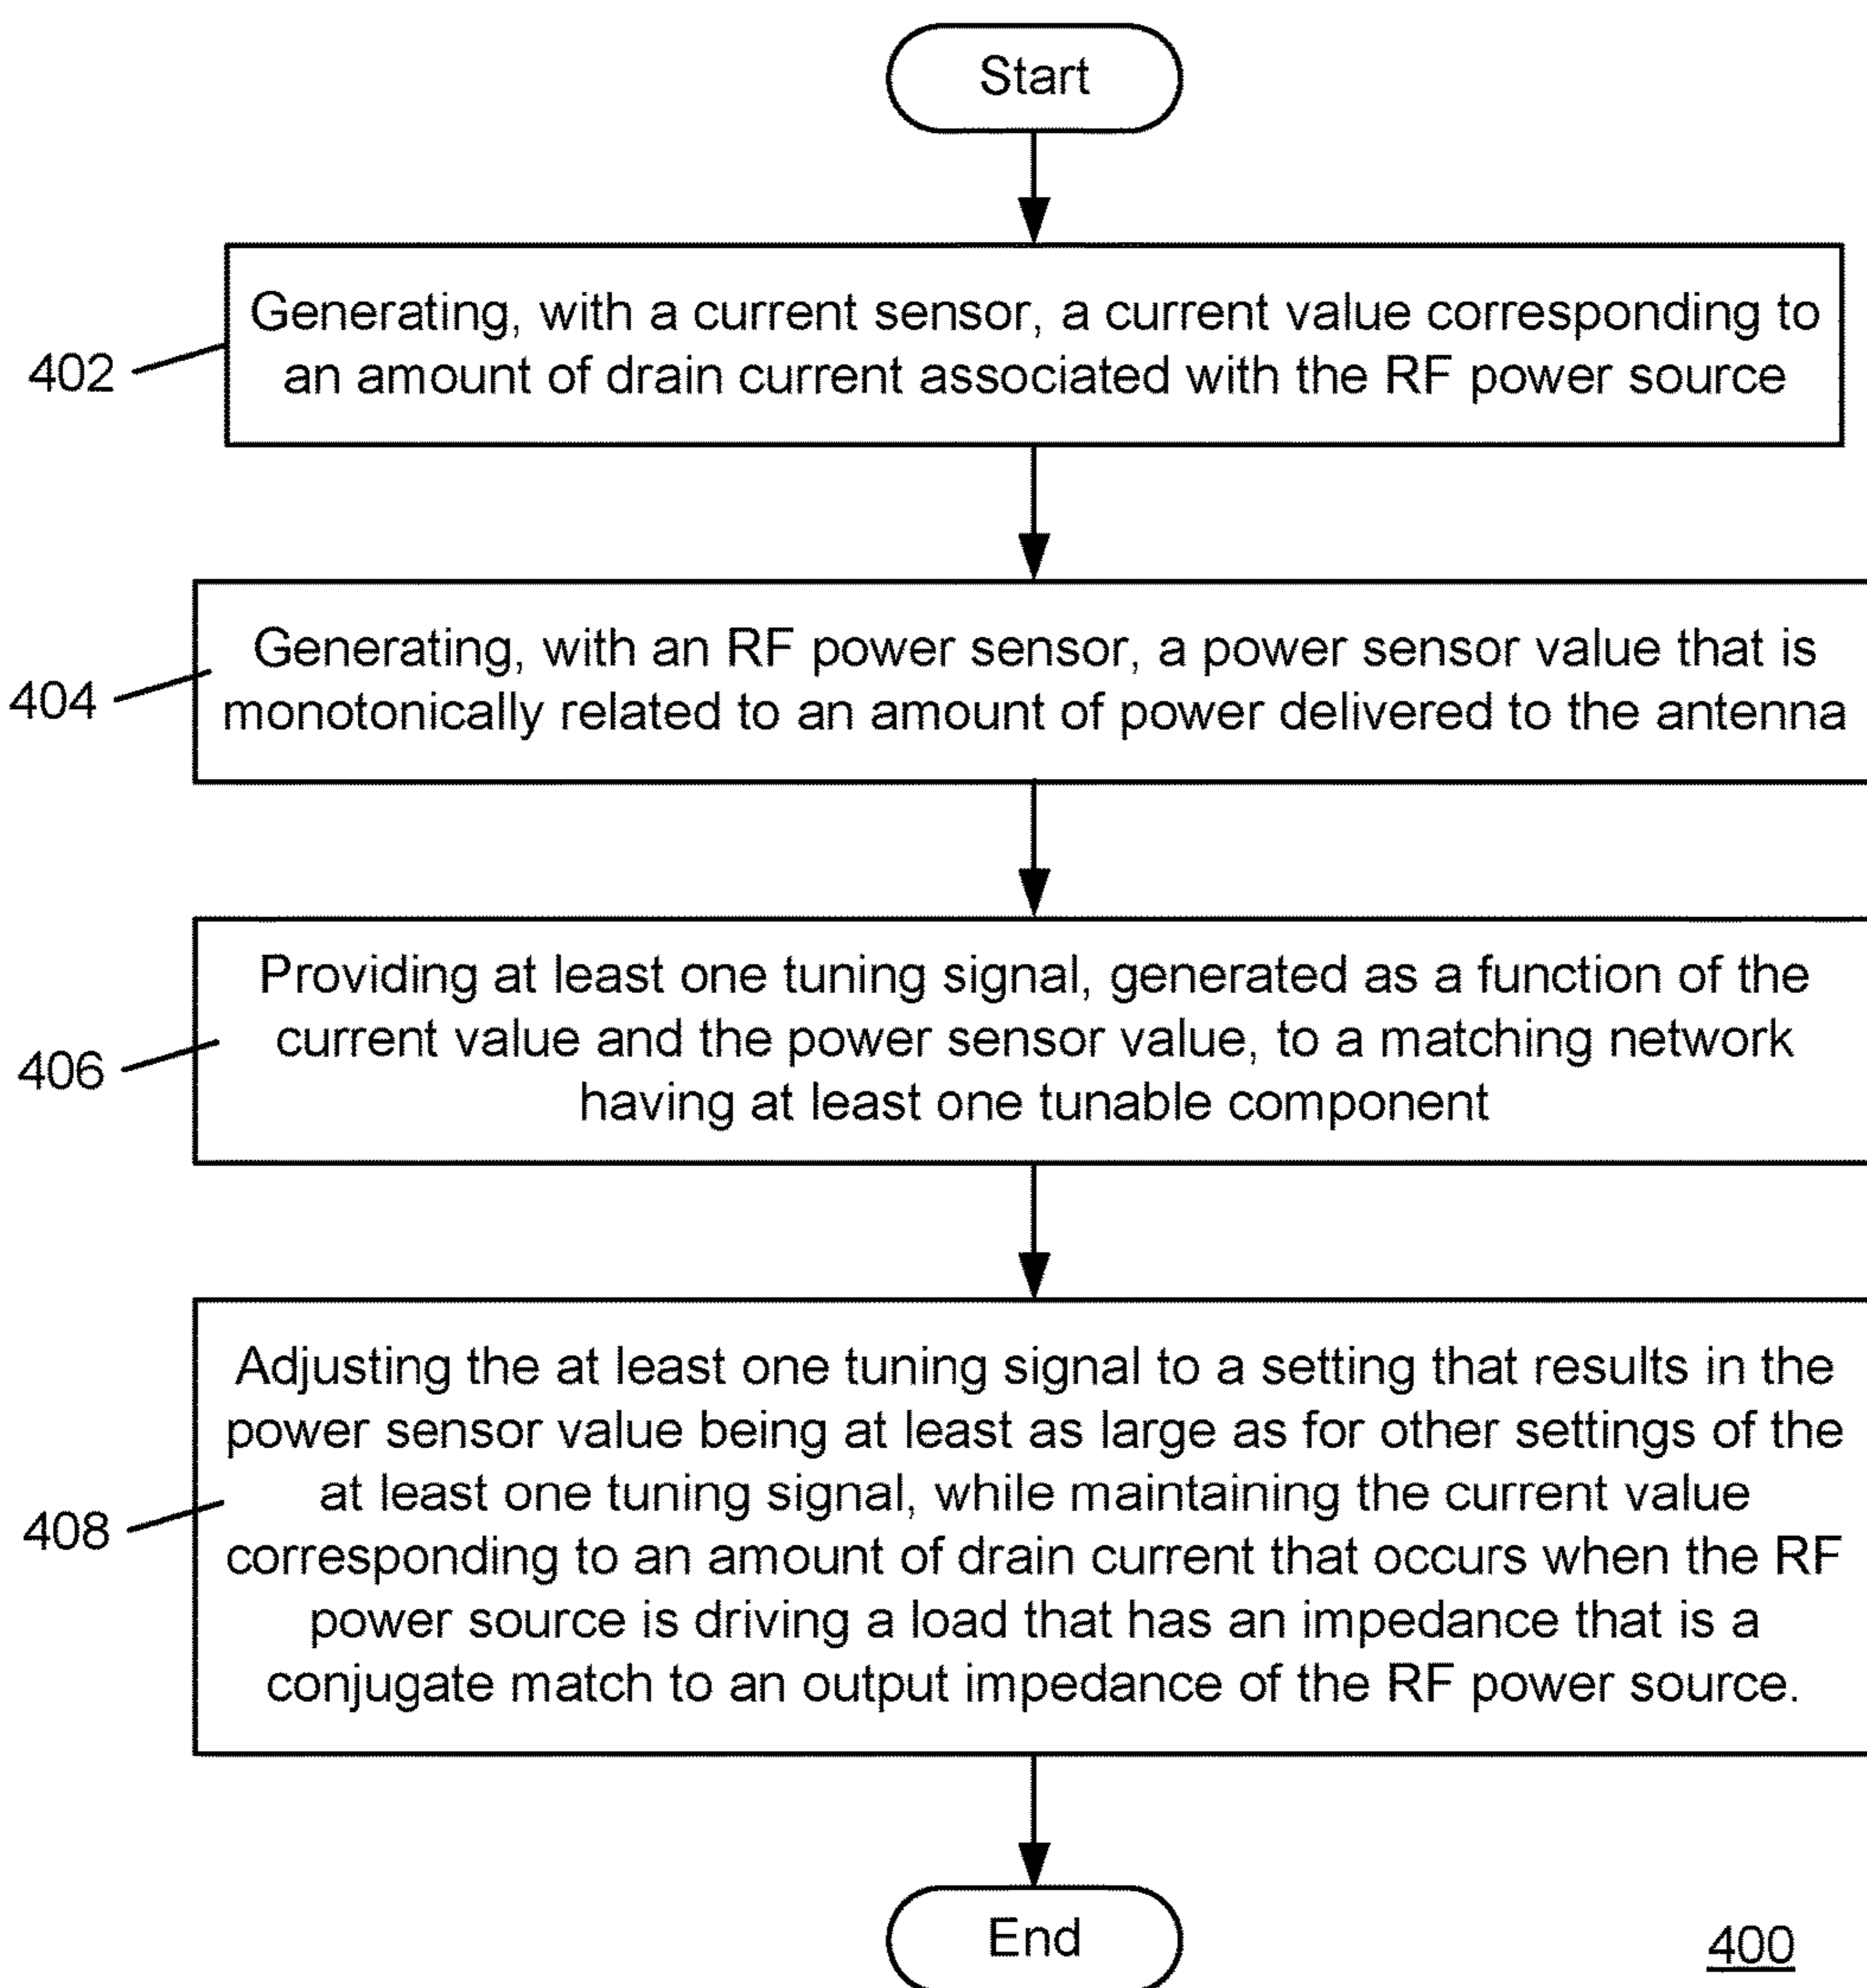 Start
402
Generating, with a current sensor, a current value corresponding to
an amount of drain current associated with the RF power source
404
Generating, with an RF power sensor, a power sensor value that is
monotonically related to an amount of power delivered to the antenna
406
Providing at least one tuning signal, generated as a function of the
current value and the power sensor value, to a matching network
having at least one tunable component
408
Adjusting the at least one tuning signal to a setting that results in the
power sensor value being at least as large as for other settings of the
at least one tuning signal, while maintaining the current value
corresponding to an amount of drain current that occurs when the RF
power source is driving a load that has an impedance that is a
conjugate match to an output impedance of the RF power source.
End
400